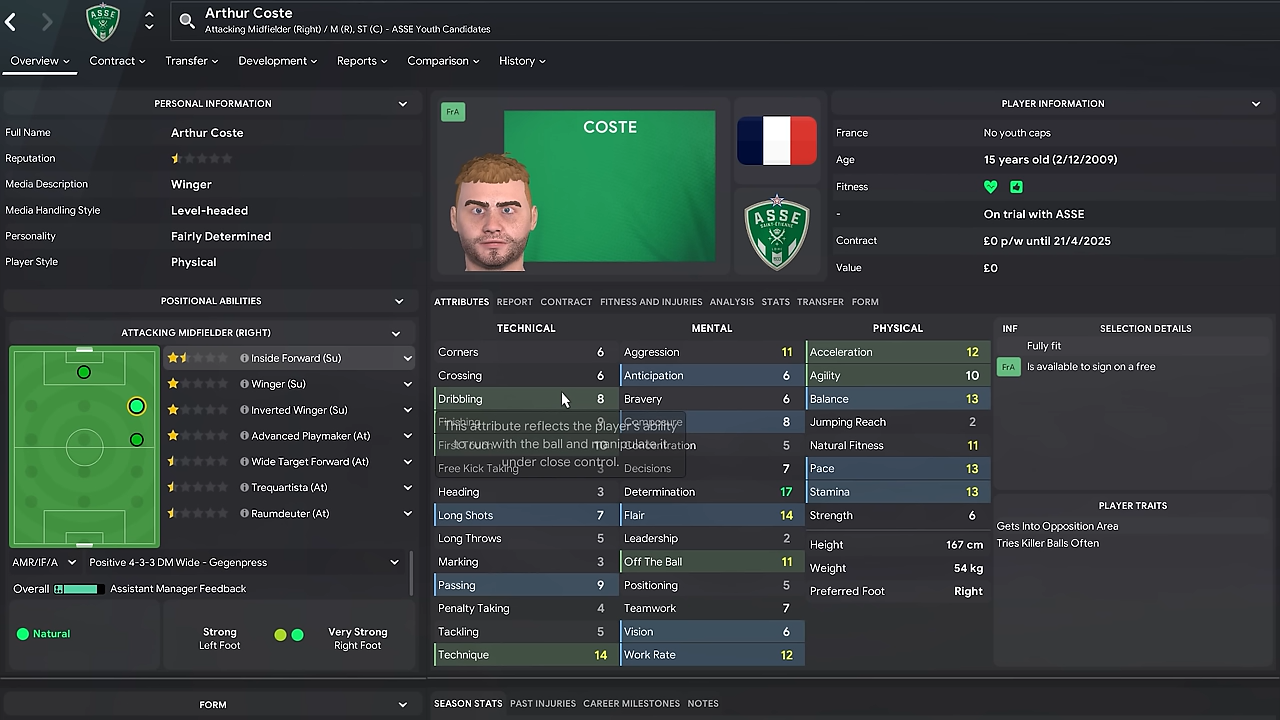 Arthur Coste
Attacking Midfielder (Right) / M (R), ST (C) - ASSE Youth Candidates
Overview
Contract
Transfer
Development
Reports
Comparison
History
PERSONAL INFORMATION
Full Name Arthur Coste
Reputation
Media Description Winger
Media Handling Style Level-headed
Personality Fairly Determined
Player Style Physical
POSITIONAL ABILITIES
ATTACKING MIDFIELDER (RIGHT)
Inside Forward (Su)
Winger (Su)
Inverted Winger (Su)
Advanced Playmaker (At)
Wide Target Forward (At)
Trequartista (At)
Raumdeuter (At)
AMR/IF/A Positive 4-3-3 DM Wide - Gegenpress
Overall Assistant Manager Feedback
Natural
Strong
Left Foot
Very Strong
Right Foot
FORM
FrA
COSTE
ASSE
SAINT-ÉTIENNE
PLAYER INFORMATION
France No youth caps
Age 15 years old (2/12/2009)
Fitness
- On trial with ASSE
Contract £0 p/w until 21/4/2025
Value £0
ATTRIBUTES REPORT CONTRACT FITNESS AND INJURIES ANALYSIS STATS TRANSFER FORM
TECHNICAL
Corners 6
Crossing 6
Dribbling 8
Finishing 9
First Touch 10
Free Kick Taking 3
Heading 3
Long Shots 7
Long Throws 5
Marking 3
Passing 9
Penalty Taking 4
Tackling 5
Technique 14
This attribute reflects the player's ability
to run with the ball and manipulate it
under close control.
MENTAL
Aggression 11
Anticipation 6
Bravery 6
Composure 8
Concentration 5
Decisions 7
Determination 17
Flair 14
Leadership 2
Off The Ball 11
Positioning 5
Teamwork 7
Vision 6
Work Rate 12
PHYSICAL
Acceleration 12
Agility 10
Balance 13
Jumping Reach 2
Natural Fitness 11
Pace 13
Stamina 13
Strength 6
Height 167 cm
Weight 54 kg
Preferred Foot Right
INF SELECTION DETAILS
Fully fit
FrA Is available to sign on a free
PLAYER TRAITS
Gets Into Opposition Area
Tries Killer Balls Often
SEASON STATS PAST INJURIES CAREER MILESTONES NOTES